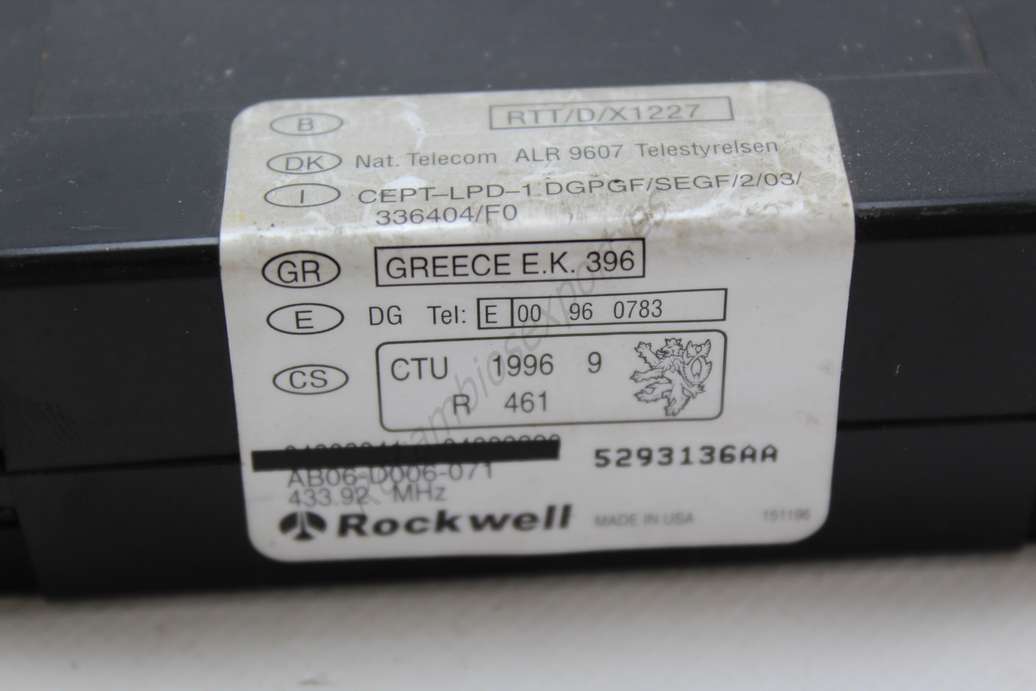 B RTT/D/X1227
DK Nat. Telecom ALR 9607 Telestyrelsen
I CEPT-LPD-1 DGPGF/SEGF/2/03/
336404/F0
GR GREECE E.K. 396
E DG Tel: E 00 96 0783
CS CTU 1996 9
R 461
5293136AA
AB06-D006-071
433.92 MHz
Rockwell MADE IN USA 151196